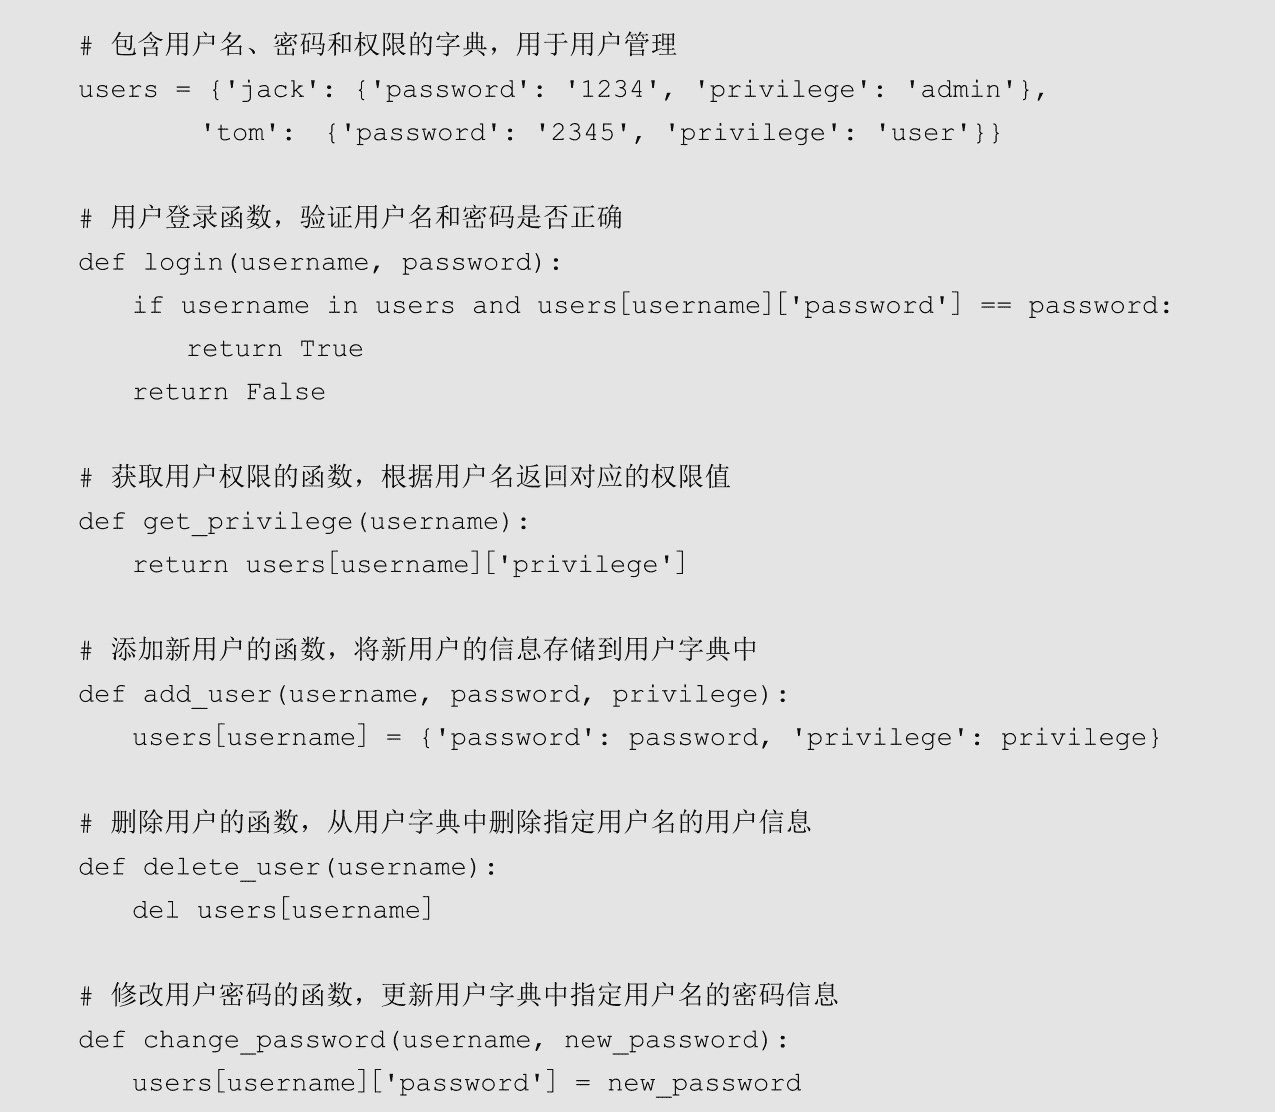 # 包含用户名、密码和权限的字典，用于用户管理
users = {'jack': {'password': '1234', 'privilege': 'admin'},
'tom':  {'password': '2345', 'privilege': 'user'}}
# 用户登录函数，验证用户名和密码是否正确
def login(username, password):
if username in users and users[username]['password'] == password:
return True
return False
# 获取用户权限的函数，根据用户名返回对应的权限值
def get_privilege(username):
return users[username]['privilege']
# 添加新用户的函数，将新用户的信息存储到用户字典中
def add_user(username, password, privilege):
users[username] = {'password': password, 'privilege': privilege}
# 删除用户的函数，从用户字典中删除指定用户名的用户信息
def delete_user(username):
del users[username]
# 修改用户密码的函数，更新用户字典中指定用户名的密码信息
def change_password(username, new_password):
users[username]['password'] = new_password